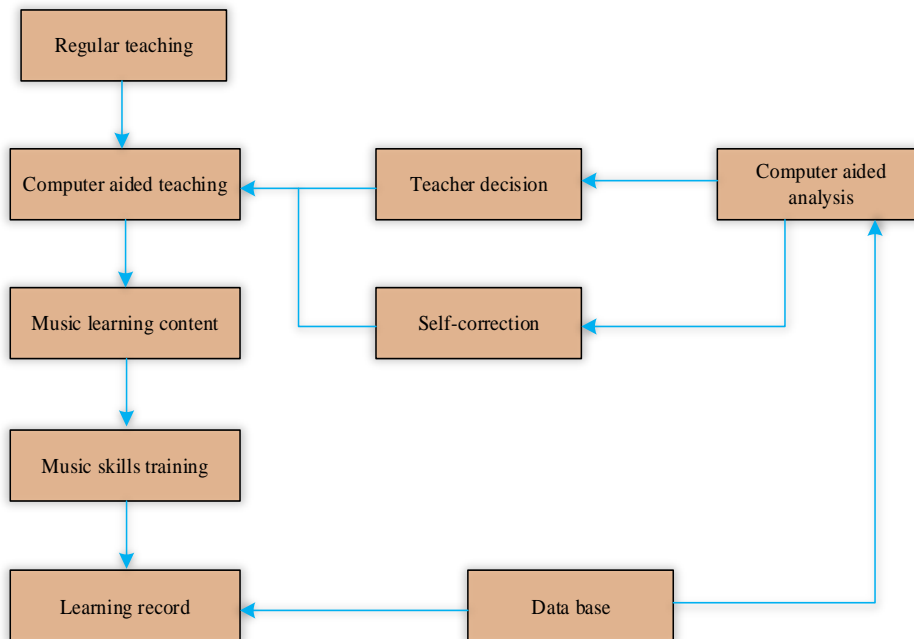 Regular teaching
Computer aided teaching
Teacher decision
Computer aided
analysis
Music learning content
Self-correction
Music skills training
Learning record
Data base